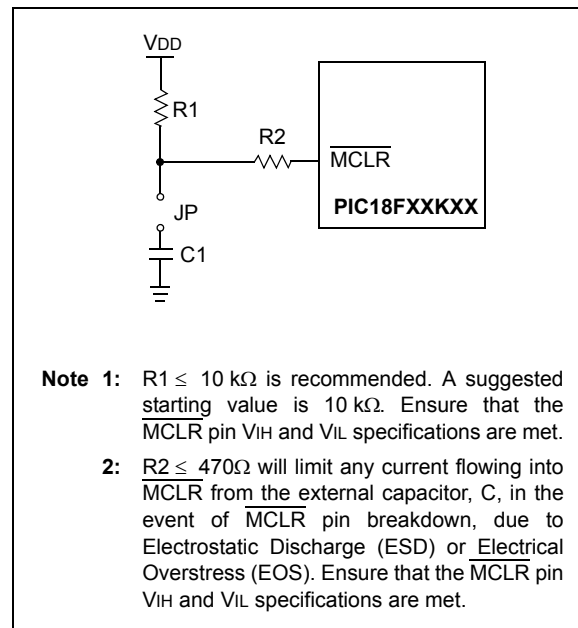 VDD
R1
R2
MCLR
JP
PIC18FXXKXX
C1
Note 1: R1 ≤ 10 kΩ is recommended. A suggested
starting value is 10 kΩ. Ensure that the
MCLR pin VIH and VIL specifications are met.
2: R2 ≤ 470Ω will limit any current flowing into
MCLR from the external capacitor, C, in the
event of MCLR pin breakdown, due to
Electrostatic Discharge (ESD) or Electrical
Overstress (EOS). Ensure that the MCLR pin
VIH and VIL specifications are met.